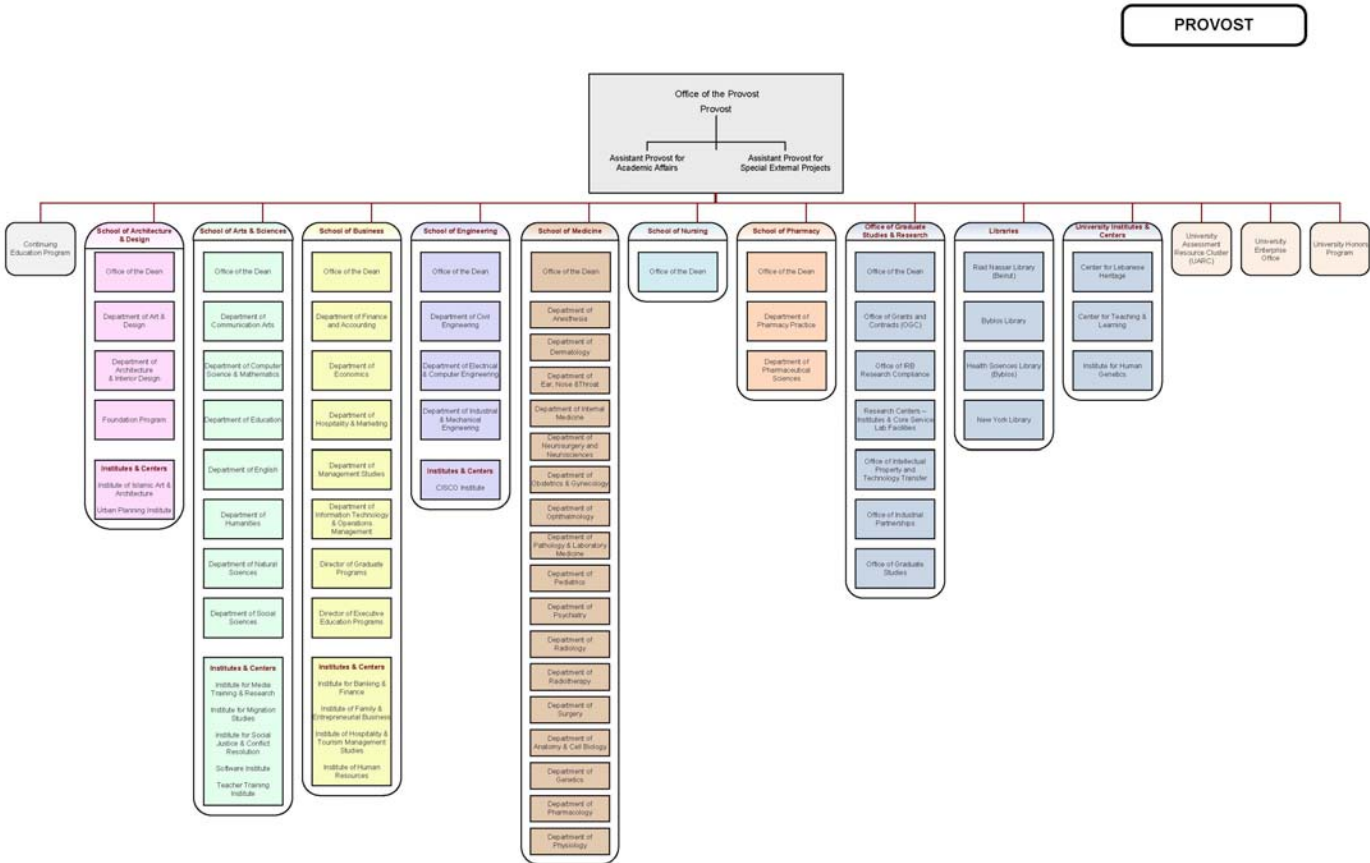 PROVOST
Office of the Provost
Provost
Assistant Provost for
Academic Affairs
Assistant Provost for
Special External Projects
Continuing
Education Program
School of Architecture
& Design
Office of the Dean
Department of Art &
Design
Department of
Architecture
& Interior Design
Foundation Program
Institutes & Centers
Institute of Islamic Art &
Architecture
Urban Planning Institute
School of Arts & Sciences
Office of the Dean
Department of
Communication Arts
Department of Computer
Science & Mathematics
Department of Education
Department of English
Department of
Humanities
Department of Natural
Sciences
Department of Social
Sciences
Institutes & Centers
Institute for Media
Training & Research
Institute for Migration
Studies
Institute for Social
Justice & Conflict
Resolution
Software Institute
Teacher Training
Institute
School of Business
Office of the Dean
Department of Finance
and Accounting
Department of
Economics
Department of
Hospitality & Marketing
Department of
Management Studies
Department of
Information Technology
& Operations
Management
Director of Graduate
Programs
Director of Executive
Education Programs
Institutes & Centers
Institute for Banking &
Finance
Institute of Family &
Entrepreneurial Business
Institute of Hospitality &
Tourism Management
Studies
Institute of Human
Resources
School of Engineering
Office of the Dean
Department of Civil
Engineering
Department of Electrical
& Computer Engineering
Department of Industrial
& Mechanical
Engineering
Institutes & Centers
CISCO Institute
School of Medicine
Office of the Dean
Department of
Anesthesia
Department of
Dermatology
Department of
Ear, Nose &Throat
Department of Internal
Medicine
Department of
Neurosurgery and
Neurosciences
Department of
Obstetrics & Gynecology
Department of
Ophthalmology
Department of
Pathology & Laboratory
Medicine
Department of
Pediatrics
Department of
Psychiatry
Department of
Radiology
Department of
Radiotherapy
Department of
Surgery
Department of
Anatomy & Cell Biology
Department of
Genetics
Department of
Pharmacology
Department of
Physiology
School of Nursing
Office of the Dean
School of Pharmacy
Office of the Dean
Department of
Pharmacy Practice
Department of
Pharmaceutical
Sciences
Office of Graduate
Studies & Research
Office of the Dean
Office of Grants and
Contracts (OGC)
Office of IRB
Research Compliance
Research Centers –
Institutes & Core Service
Lab Facilities
Office of Intellectual
Property and
Technology Transfer
Office of Industrial
Partnerships
Office of Graduate
Studies
Libraries
Riad Nassar Library
(Beirut)
Byblos Library
Health Sciences Library
(Byblos)
New York Library
University Institutes &
Centers
Center for Lebanese
Heritage
Center for Teaching &
Learning
Institute for Human
Genetics
University
Assessment
Resource Cluster
(UARC)
University
Enterprise
Office
University Honors
Program